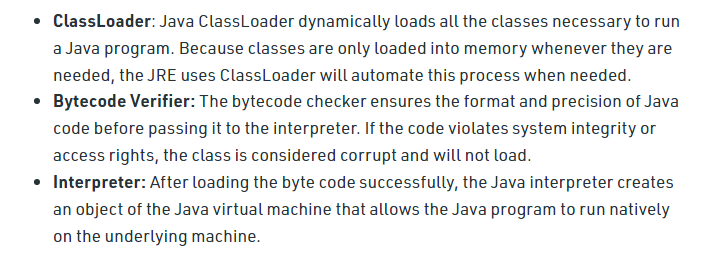 • ClassLoader: Java ClassLoader dynamically loads all the classes necessary to run
a Java program. Because classes are only loaded into memory whenever they are
needed, the JRE uses ClassLoader will automate this process when needed.
• Bytecode Verifier: The bytecode checker ensures the format and precision of Java
code before passing it to the interpreter. If the code violates system integrity or
access rights, the class is considered corrupt and will not load.
• Interpreter: After loading the byte code successfully, the Java interpreter creates
an object of the Java virtual machine that allows the Java program to run natively
on the underlying machine.